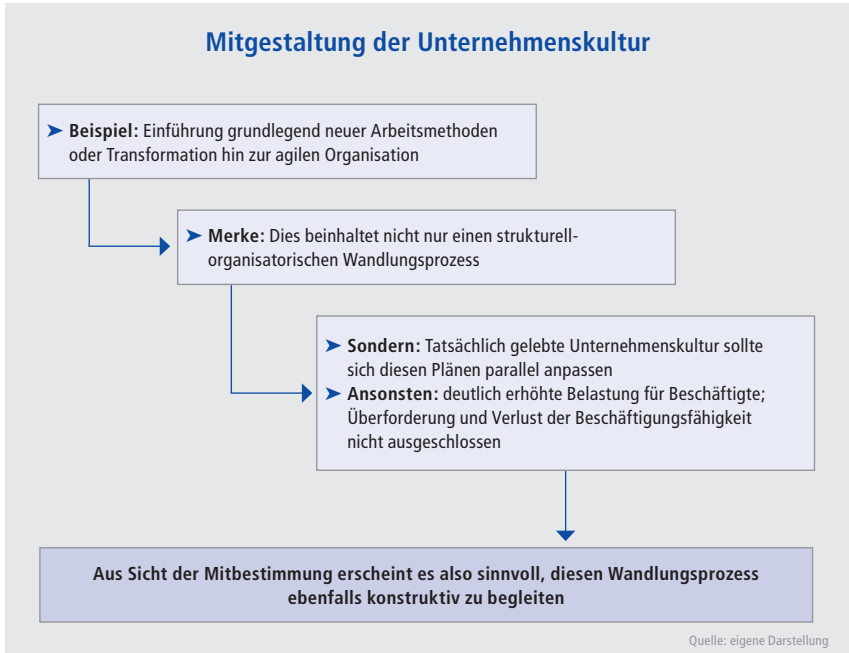 Mitgestaltung der Unternehmenskultur
➤ Beispiel: Einführung grundlegend neuer Arbeitsmethoden
oder Transformation hin zur agilen Organisation
➤ Merke: Dies beinhaltet nicht nur einen strukturell-
organisatorischen Wandlungsprozess
➤ Sondern: Tatsächlich gelebte Unternehmenskultur sollte
sich diesen Plänen parallel anpassen
➤ Ansonsten: deutlich erhöhte Belastung für Beschäftigte;
Überforderung und Verlust der Beschäftigungsfähigkeit
nicht ausgeschlossen
Aus Sicht der Mitbestimmung erscheint es also sinnvoll, diesen Wandlungsprozess
ebenfalls konstruktiv zu begleiten
Quelle: eigene Darstellung